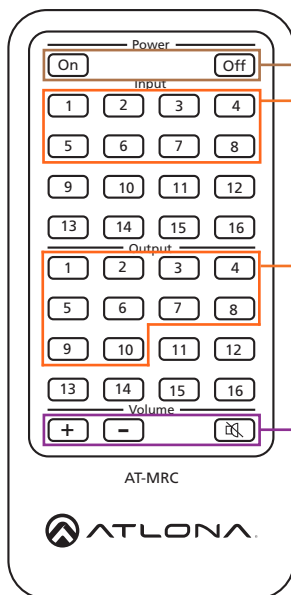 Power
On Off
Input
1 2 3 4
5 6 7 8
9 10 11 12
13 14 15 16
Output
1 2 3 4
5 6 7 8
9 10 11 12
13 14 15 16
Volume
+ −
AT-MRC
ATLONA.